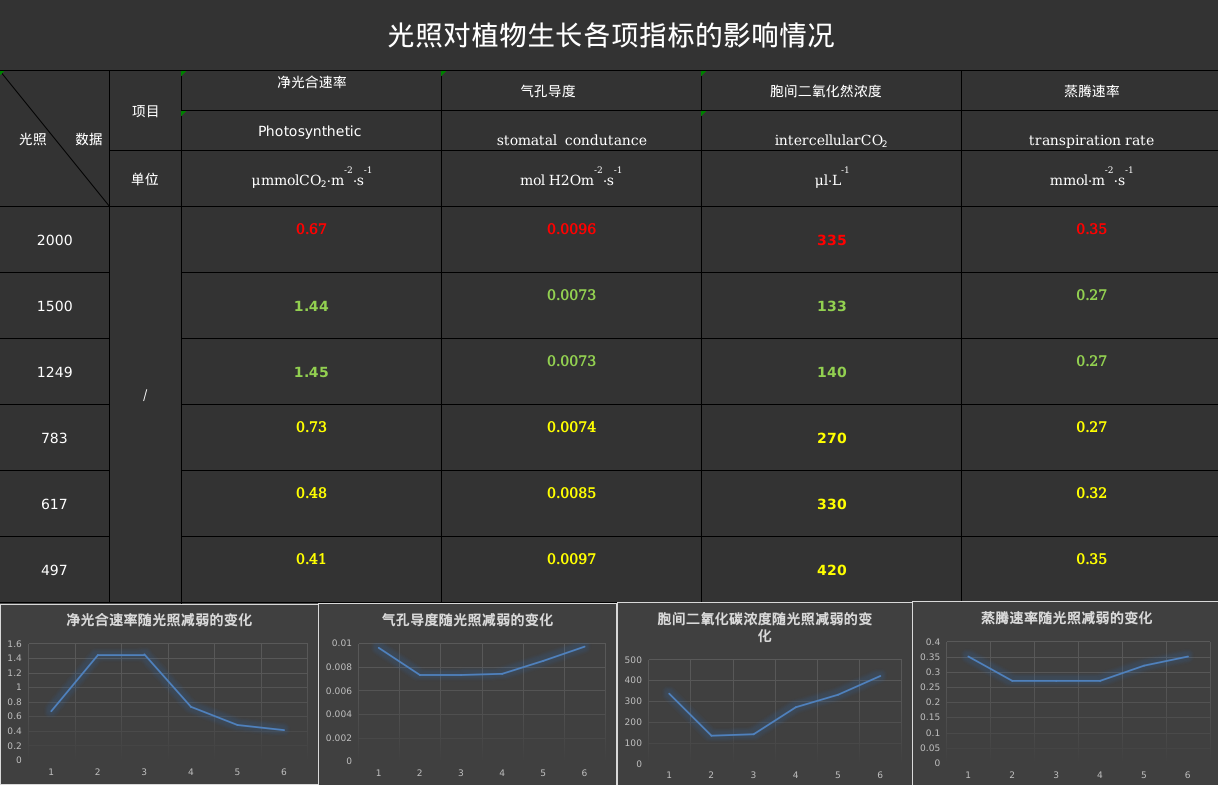 光照对植物生长各项指标的影响情况
光照 数据
项目
净光合速率
气孔导度
胞间二氧化然浓度
蒸腾速率
Photosynthetic
stomatal condutance
intercellularCO₂
transpiration rate
单位
μmmolCO₂·m⁻²·s⁻¹
mol H2Om⁻²·s⁻¹
μl·L⁻¹
mmol·m⁻²·s⁻¹
2000
/
0.67
0.0096
335
0.35
1500
1.44
0.0073
133
0.27
1249
1.45
0.0073
140
0.27
783
0.73
0.0074
270
0.27
617
0.48
0.0085
330
0.32
497
0.41
0.0097
420
0.35
净光合速率随光照减弱的变化
1.6
1.4
1.2
1
0.8
0.6
0.4
0.2
0
1 2 3 4 5 6
气孔导度随光照减弱的变化
0.01
0.008
0.006
0.004
0.002
0
1 2 3 4 5 6
胞间二氧化碳浓度随光照减弱的变
化
500
400
300
200
100
0
1 2 3 4 5 6
蒸腾速率随光照减弱的变化
0.4
0.35
0.3
0.25
0.2
0.15
0.1
0.05
0
1 2 3 4 5 6